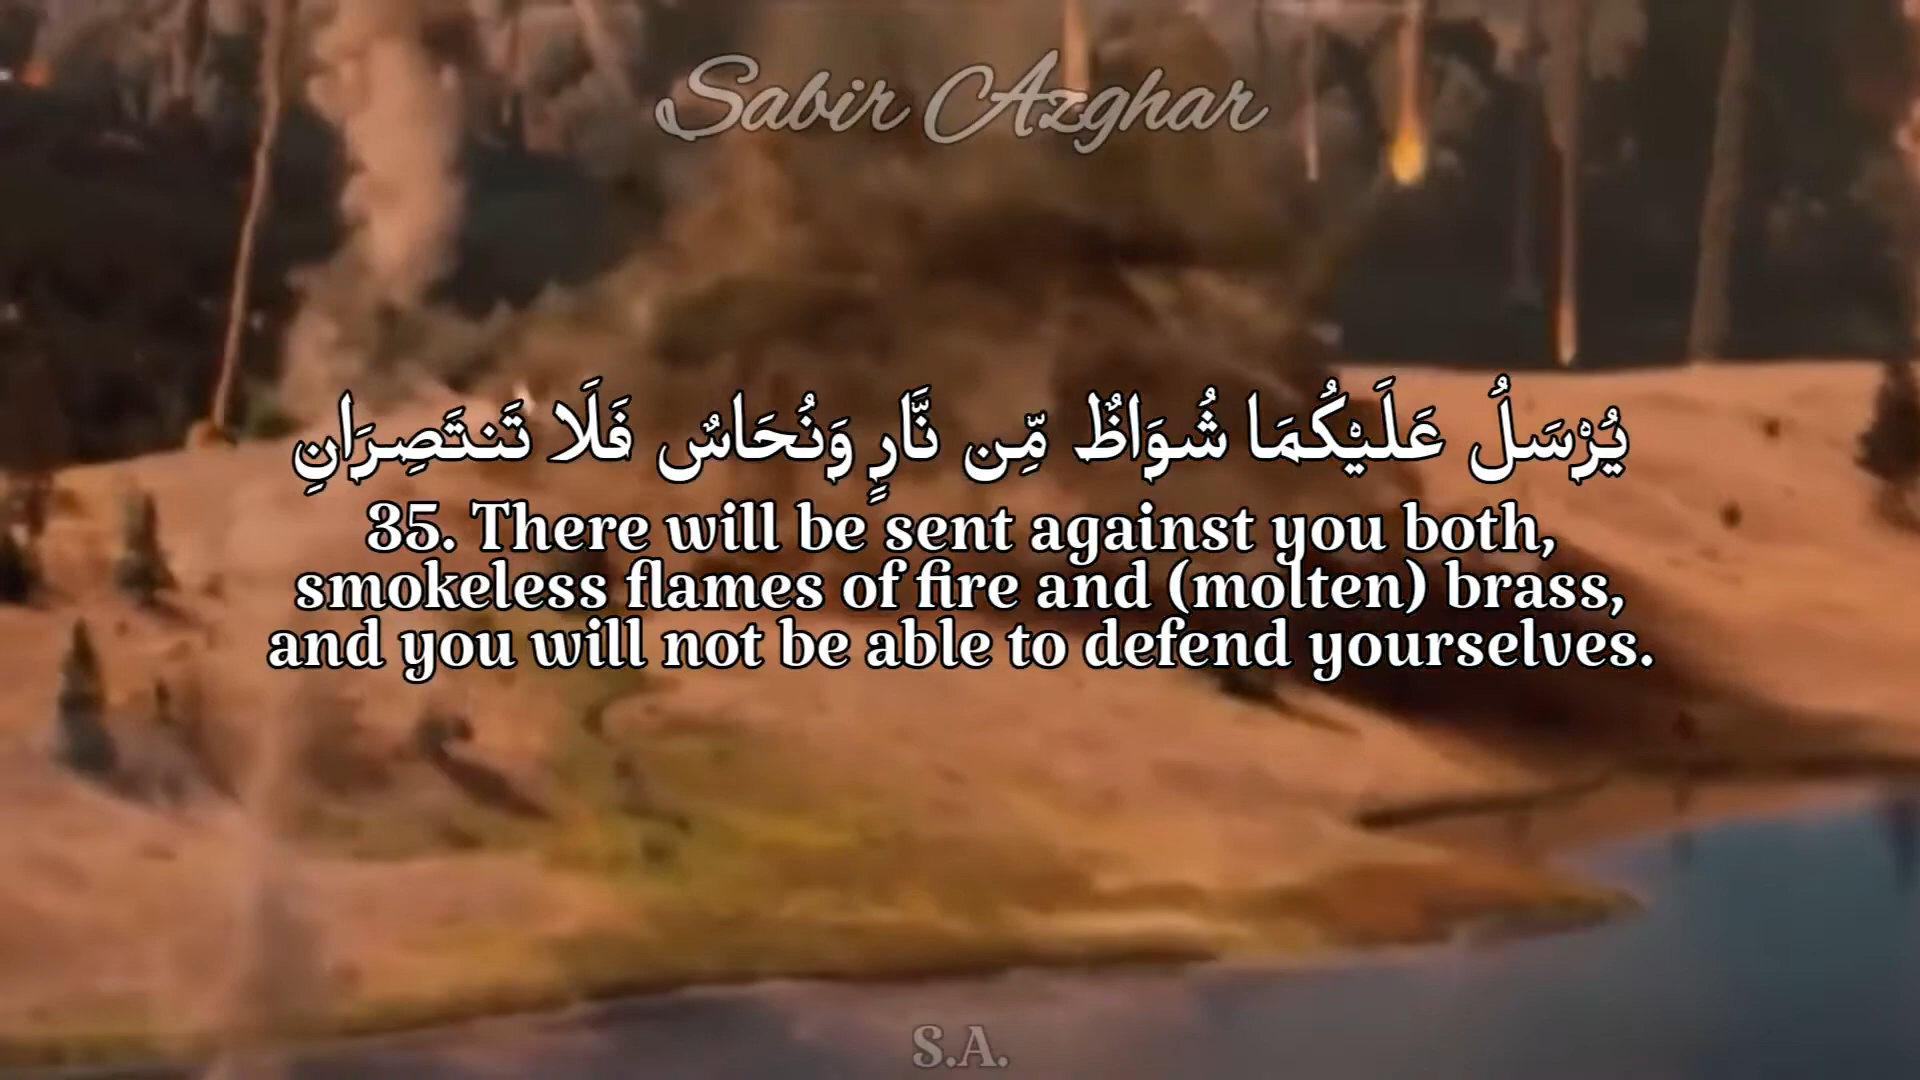 Sabir Azghar
يُرْسَلُ عَلَيْكُمَا شُوَاظٌ مِّن نَّارٍ وَنُحَاسٌ فَلَا تَنتَصِرَانِ
35. There will be sent against you both,
smokeless flames of fire and (molten) brass,
and you will not be able to defend yourselves.
S.A.